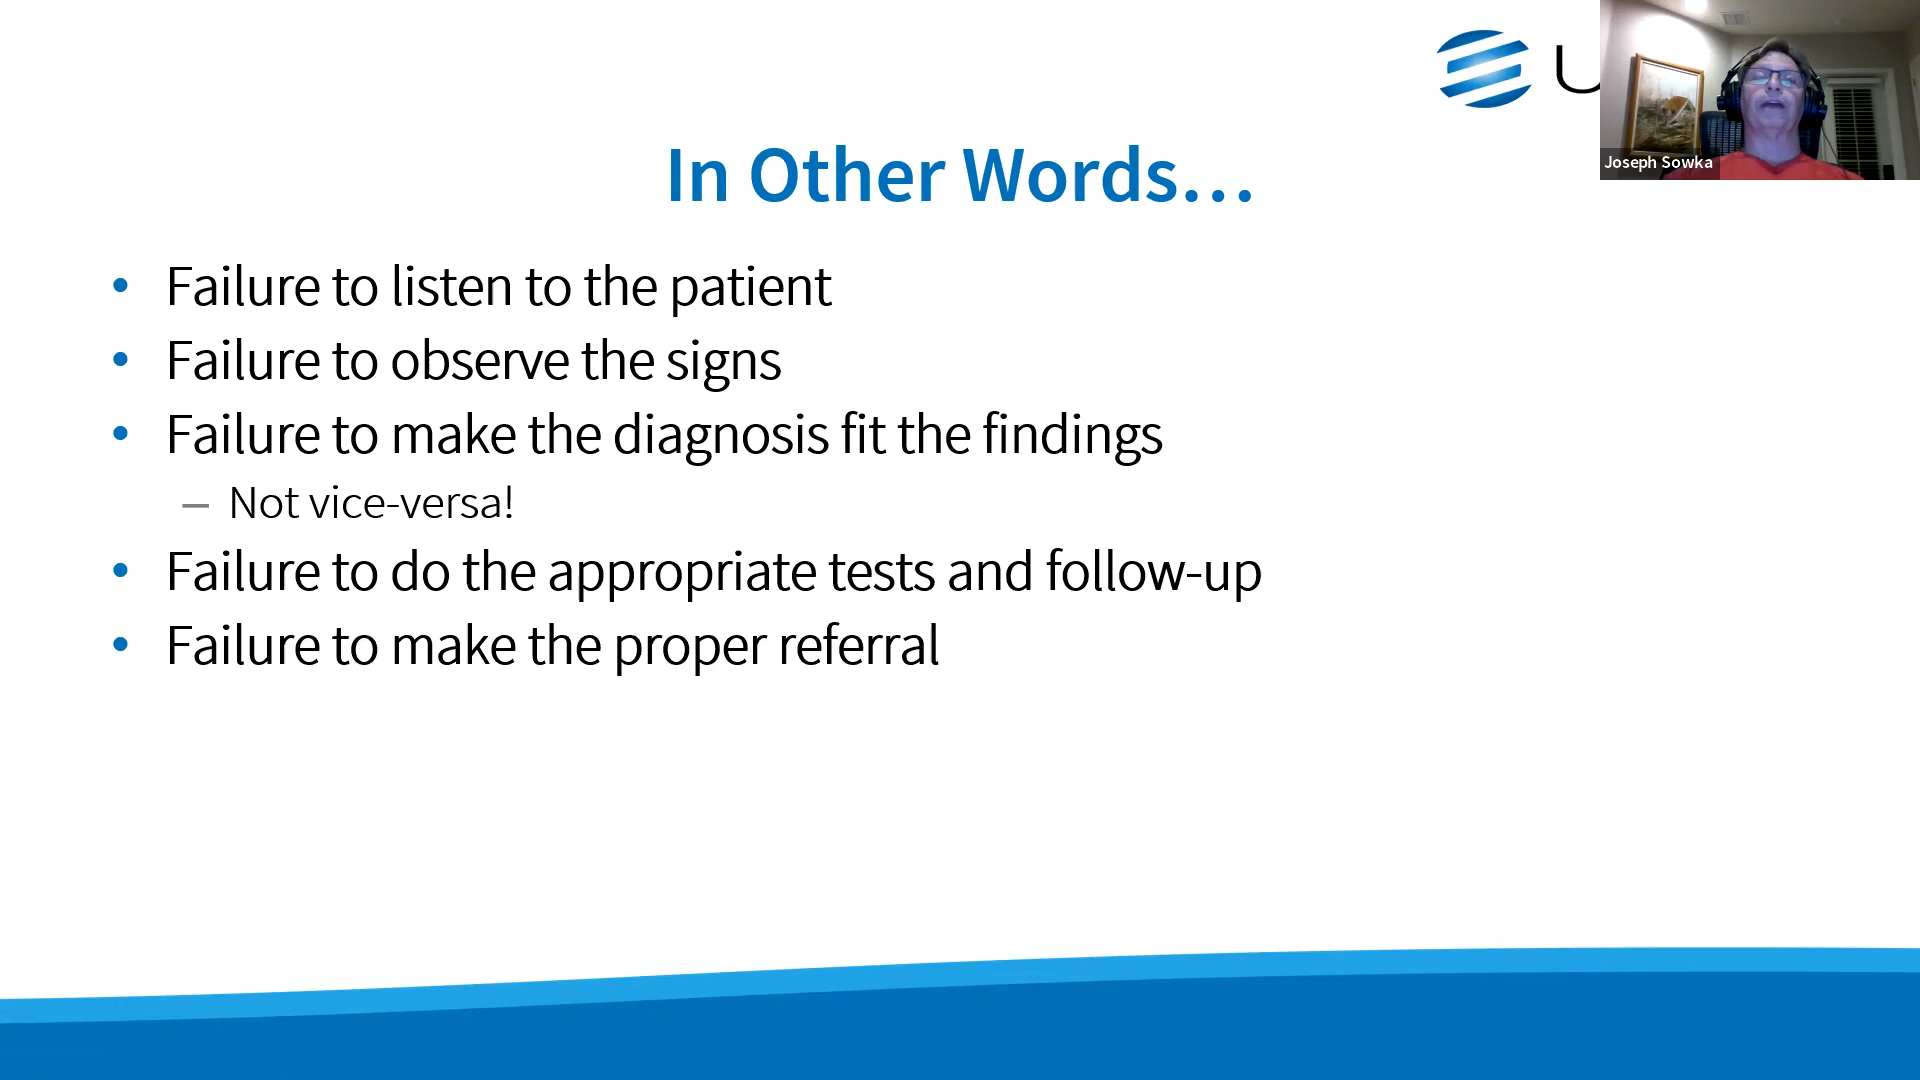 In Other Words...
• Failure to listen to the patient
• Failure to observe the signs
• Failure to make the diagnosis fit the findings
– Not vice-versa!
• Failure to do the appropriate tests and follow-up
• Failure to make the proper referral
Joseph Sowka